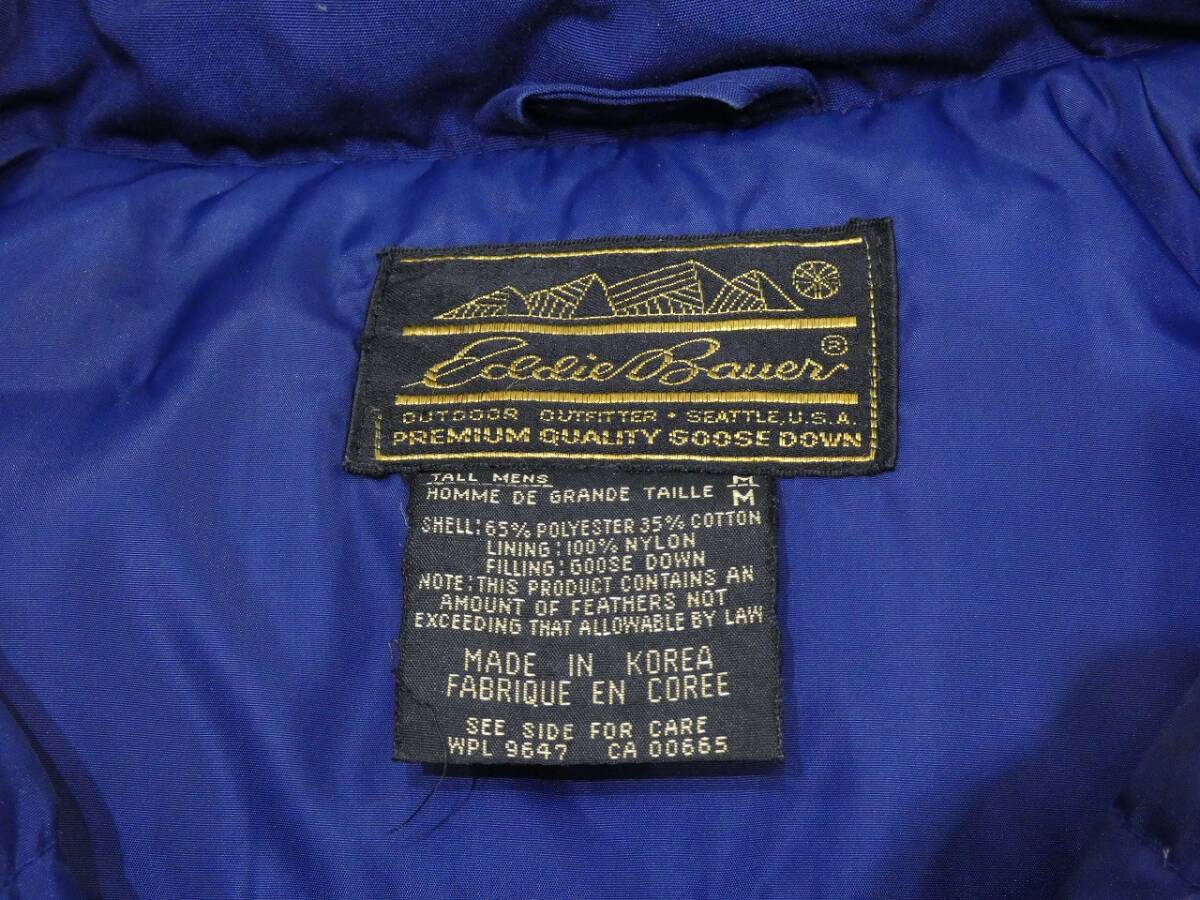 Eddie Bauer®
OUTDOOR OUTFITTER • SEATTLE, U.S.A.
PREMIUM QUALITY GOOSE DOWN
TALL MENS M
HOMME DE GRANDE TAILLE M
SHELL: 65% POLYESTER 35% COTTON
LINING: 100% NYLON
FILLING: GOOSE DOWN
NOTE: THIS PRODUCT CONTAINS AN
AMOUNT OF FEATHERS NOT
EXCEEDING THAT ALLOWABLE BY LAW
MADE IN KOREA
FABRIQUE EN COREE
SEE SIDE FOR CARE
WPL 9647 CA 00665